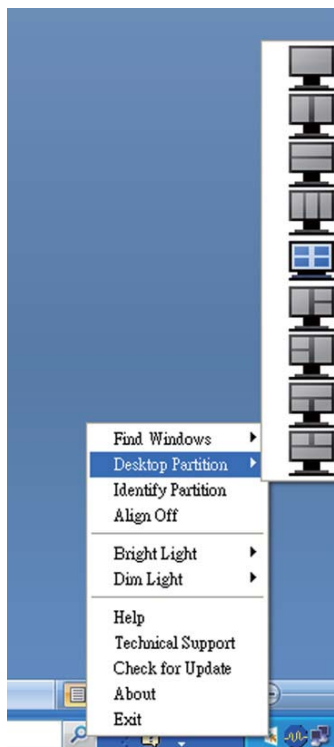 Find Windows
Desktop Partition
Identify Partition
Align Off
Bright Light
Dim Light
Help
Technical Support
Check for Update
About
Exit